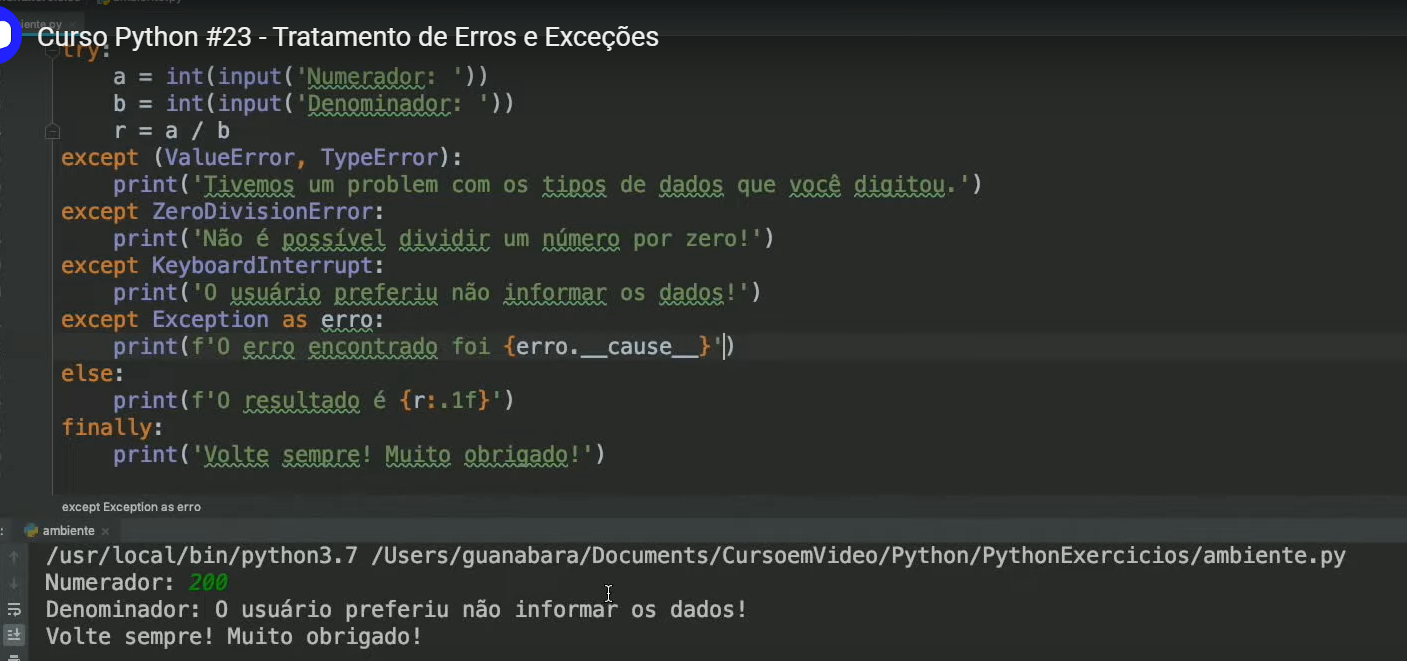 ambiente.py
Curso Python #23 - Tratamento de Erros e Exceções
try:
    a = int(input('Numerador: '))
    b = int(input('Denominador: '))
    r = a / b
except (ValueError, TypeError):
    print('Tivemos um problem com os tipos de dados que você digitou.')
except ZeroDivisionError:
    print('Não é possível dividir um número por zero!')
except KeyboardInterrupt:
    print('O usuário preferiu não informar os dados!')
except Exception as erro:
    print(f'O erro encontrado foi {erro.__cause__}')
else:
    print(f'O resultado é {r:.1f}')
finally:
    print('Volte sempre! Muito obrigado!')
except Exception as erro
: ambiente ×
/usr/local/bin/python3.7 /Users/guanabara/Documents/CursoemVideo/Python/PythonExercicios/ambiente.py
Numerador: 200
Denominador: O usuário preferiu não informar os dados!
Volte sempre! Muito obrigado!